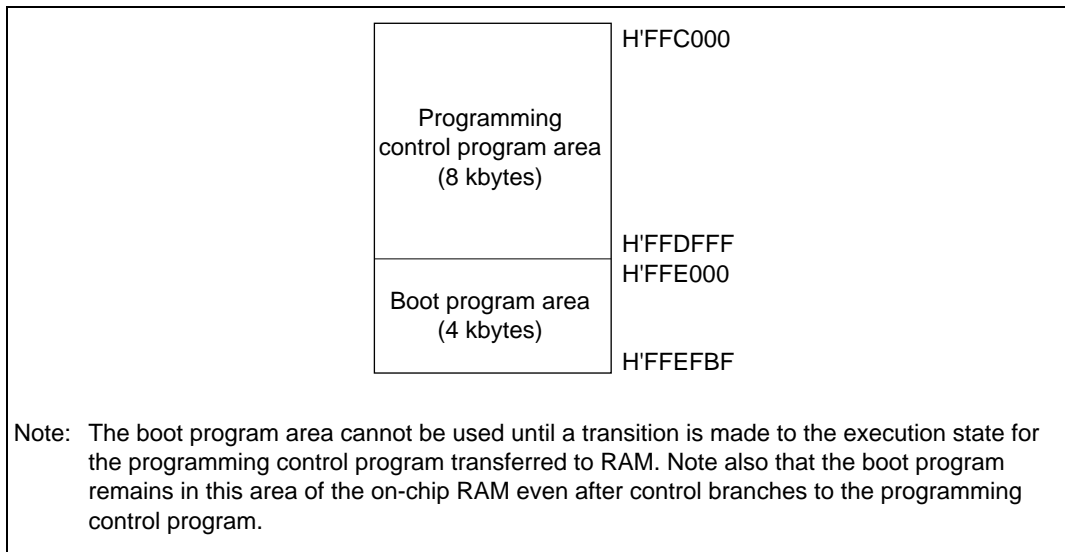 H'FFC000
Programming
control program area
(8 kbytes)
H'FFDFFF
H'FFE000
Boot program area
(4 kbytes)
H'FFEFBF
Note: The boot program area cannot be used until a transition is made to the execution state for
the programming control program transferred to RAM. Note also that the boot program
remains in this area of the on-chip RAM even after control branches to the programming
control program.